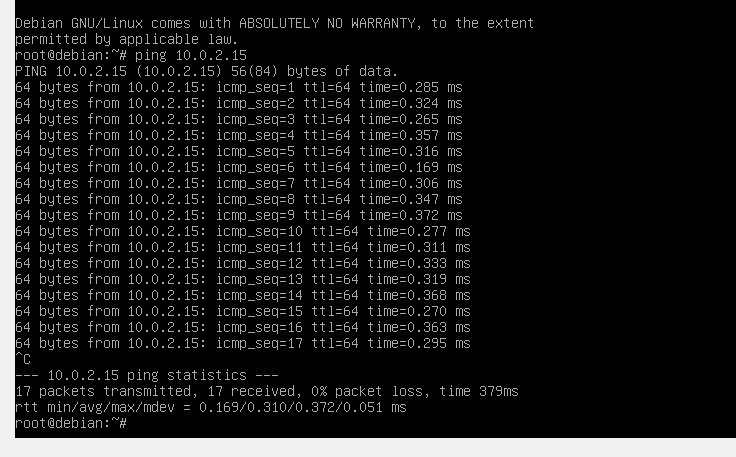 Debian GNU/Linux comes with ABSOLUTELY NO WARRANTY, to the extent
permitted by applicable law.
root@debian:~# ping 10.0.2.15
PING 10.0.2.15 (10.0.2.15) 56(84) bytes of data.
64 bytes from 10.0.2.15: icmp_seq=1 ttl=64 time=0.285 ms
64 bytes from 10.0.2.15: icmp_seq=2 ttl=64 time=0.324 ms
64 bytes from 10.0.2.15: icmp_seq=3 ttl=64 time=0.265 ms
64 bytes from 10.0.2.15: icmp_seq=4 ttl=64 time=0.357 ms
64 bytes from 10.0.2.15: icmp_seq=5 ttl=64 time=0.316 ms
64 bytes from 10.0.2.15: icmp_seq=6 ttl=64 time=0.169 ms
64 bytes from 10.0.2.15: icmp_seq=7 ttl=64 time=0.306 ms
64 bytes from 10.0.2.15: icmp_seq=8 ttl=64 time=0.347 ms
64 bytes from 10.0.2.15: icmp_seq=9 ttl=64 time=0.372 ms
64 bytes from 10.0.2.15: icmp_seq=10 ttl=64 time=0.277 ms
64 bytes from 10.0.2.15: icmp_seq=11 ttl=64 time=0.311 ms
64 bytes from 10.0.2.15: icmp_seq=12 ttl=64 time=0.333 ms
64 bytes from 10.0.2.15: icmp_seq=13 ttl=64 time=0.319 ms
64 bytes from 10.0.2.15: icmp_seq=14 ttl=64 time=0.368 ms
64 bytes from 10.0.2.15: icmp_seq=15 ttl=64 time=0.270 ms
64 bytes from 10.0.2.15: icmp_seq=16 ttl=64 time=0.363 ms
64 bytes from 10.0.2.15: icmp_seq=17 ttl=64 time=0.295 ms
^C
--- 10.0.2.15 ping statistics ---
17 packets transmitted, 17 received, 0% packet loss, time 379ms
rtt min/avg/max/mdev = 0.169/0.310/0.372/0.051 ms
root@debian:~#